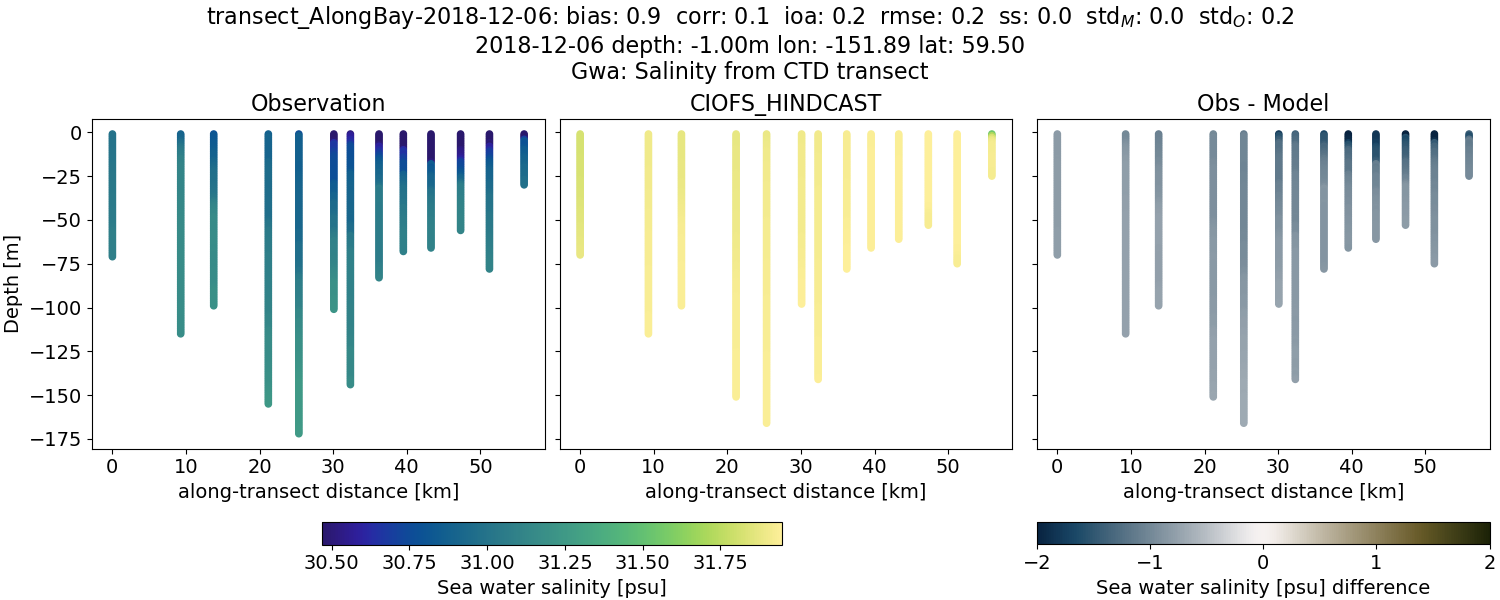 transect_AlongBay-2018-12-06: bias: 0.9  corr: 0.1  ioa: 0.2  rmse: 0.2  ss: 0.0  std_M: 0.0  std_O: 0.2
2018-12-06 depth: -1.00m lon: -151.89 lat: 59.50
Gwa: Salinity from CTD transect
Observation
CIOFS_HINDCAST
Obs - Model
Depth [m]
0
−25
−50
−75
−100
−125
−150
−175
0 10 20 30 40 50
0 10 20 30 40 50
0 10 20 30 40 50
along-transect distance [km]
along-transect distance [km]
along-transect distance [km]
30.50 30.75 31.00 31.25 31.50 31.75
Sea water salinity [psu]
−2 −1 0 1 2
Sea water salinity [psu] difference